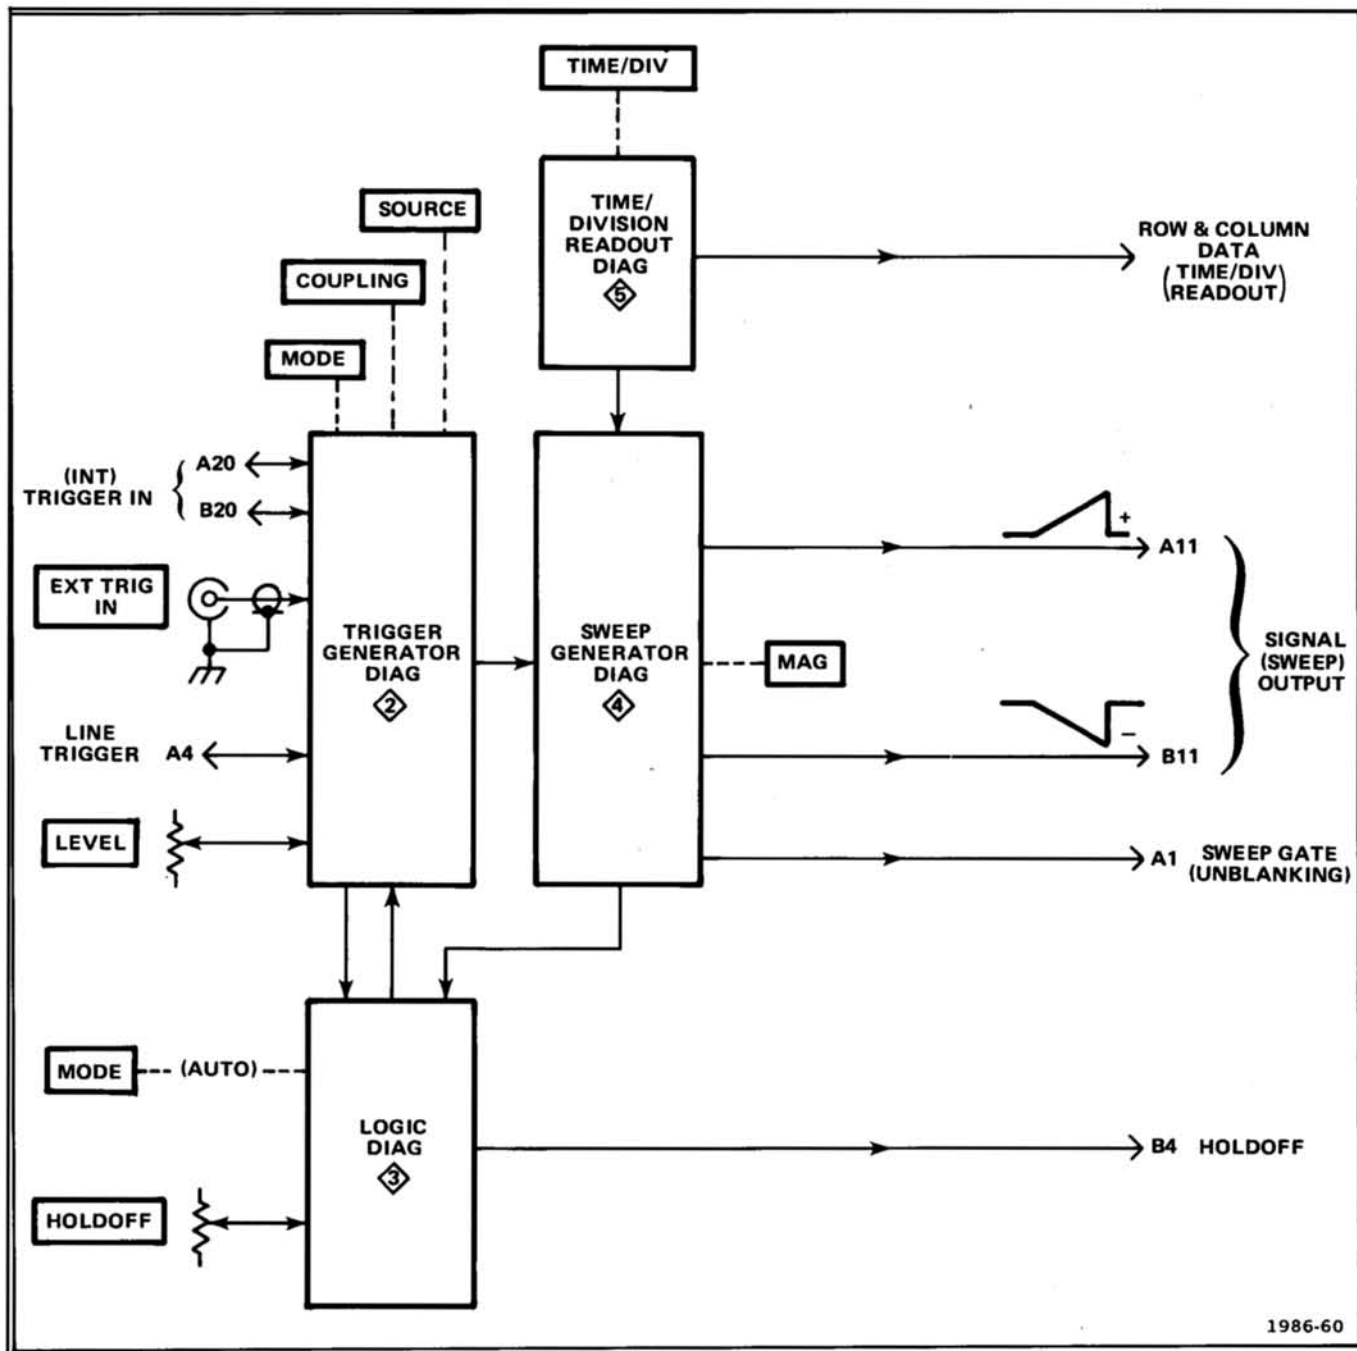 TIME/DIV
TIME/
DIVISION
READOUT
DIAG
5
ROW & COLUMN
DATA
(TIME/DIV
READOUT)
SOURCE
COUPLING
MODE
(INT)
TRIGGER IN
A20
B20
EXT TRIG
IN
TRIGGER
GENERATOR
DIAG
2
SWEEP
GENERATOR
DIAG
4
MAG
+
A11
SIGNAL
(SWEEP)
OUTPUT
−
B11
LINE
TRIGGER
A4
LEVEL
A1
SWEEP GATE
(UNBLANKING)
MODE
(AUTO)
LOGIC
DIAG
3
B4 HOLDOFF
HOLDOFF
1986-60